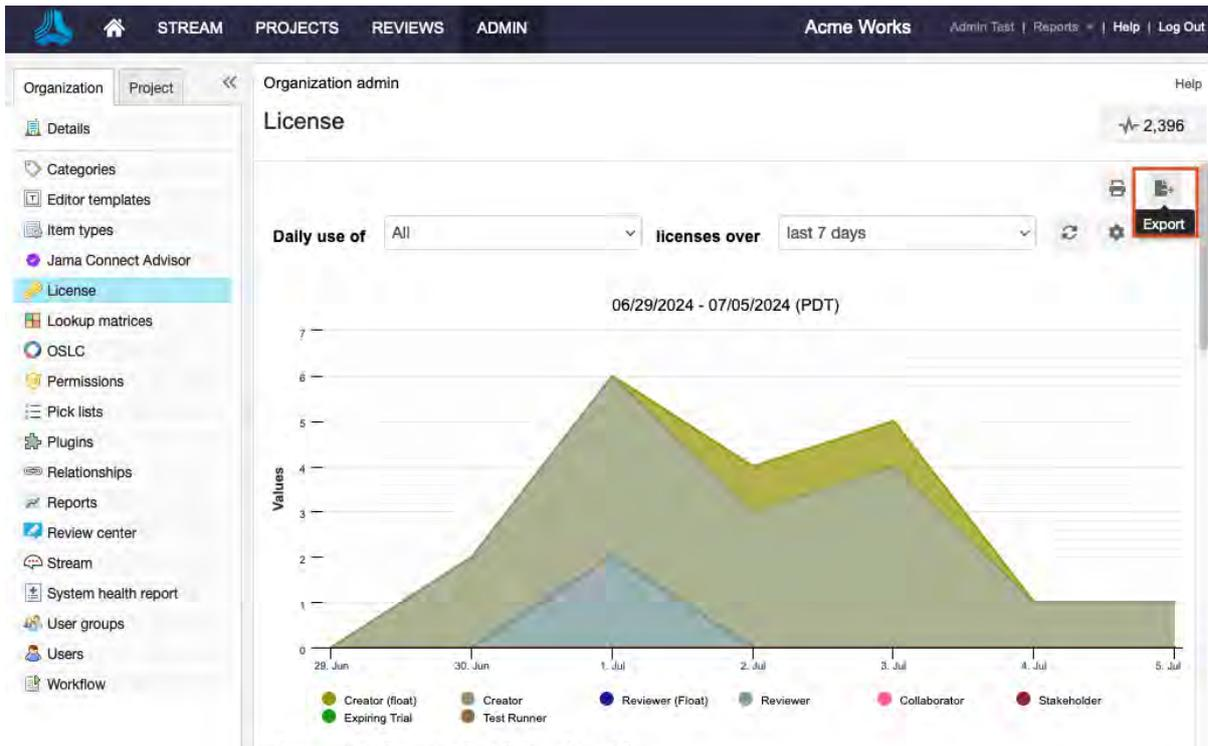 STREAM PROJECTS REVIEWS ADMIN Acme Works Admin Test | Reports | Help | Log Out
Organization Project
Organization admin Help
Details
License 2,396
Categories
Editor templates
Item types
Daily use of All licenses over last 7 days Export
Jama Connect Advisor
License
06/29/2024 - 07/05/2024 (PDT)
Lookup matrices
OSLC
Permissions
Pick lists
Plugins
Relationships
Reports
Review center
Stream
System health report
User groups
Users
Workflow
Values
7
6
5
4
3
2
1
0
29. Jun 30. Jun 1. Jul 2. Jul 3. Jul 4. Jul 5. Jul
Creator (float) Creator Reviewer (Float) Reviewer Collaborator Stakeholder
Expiring Trial Test Runner